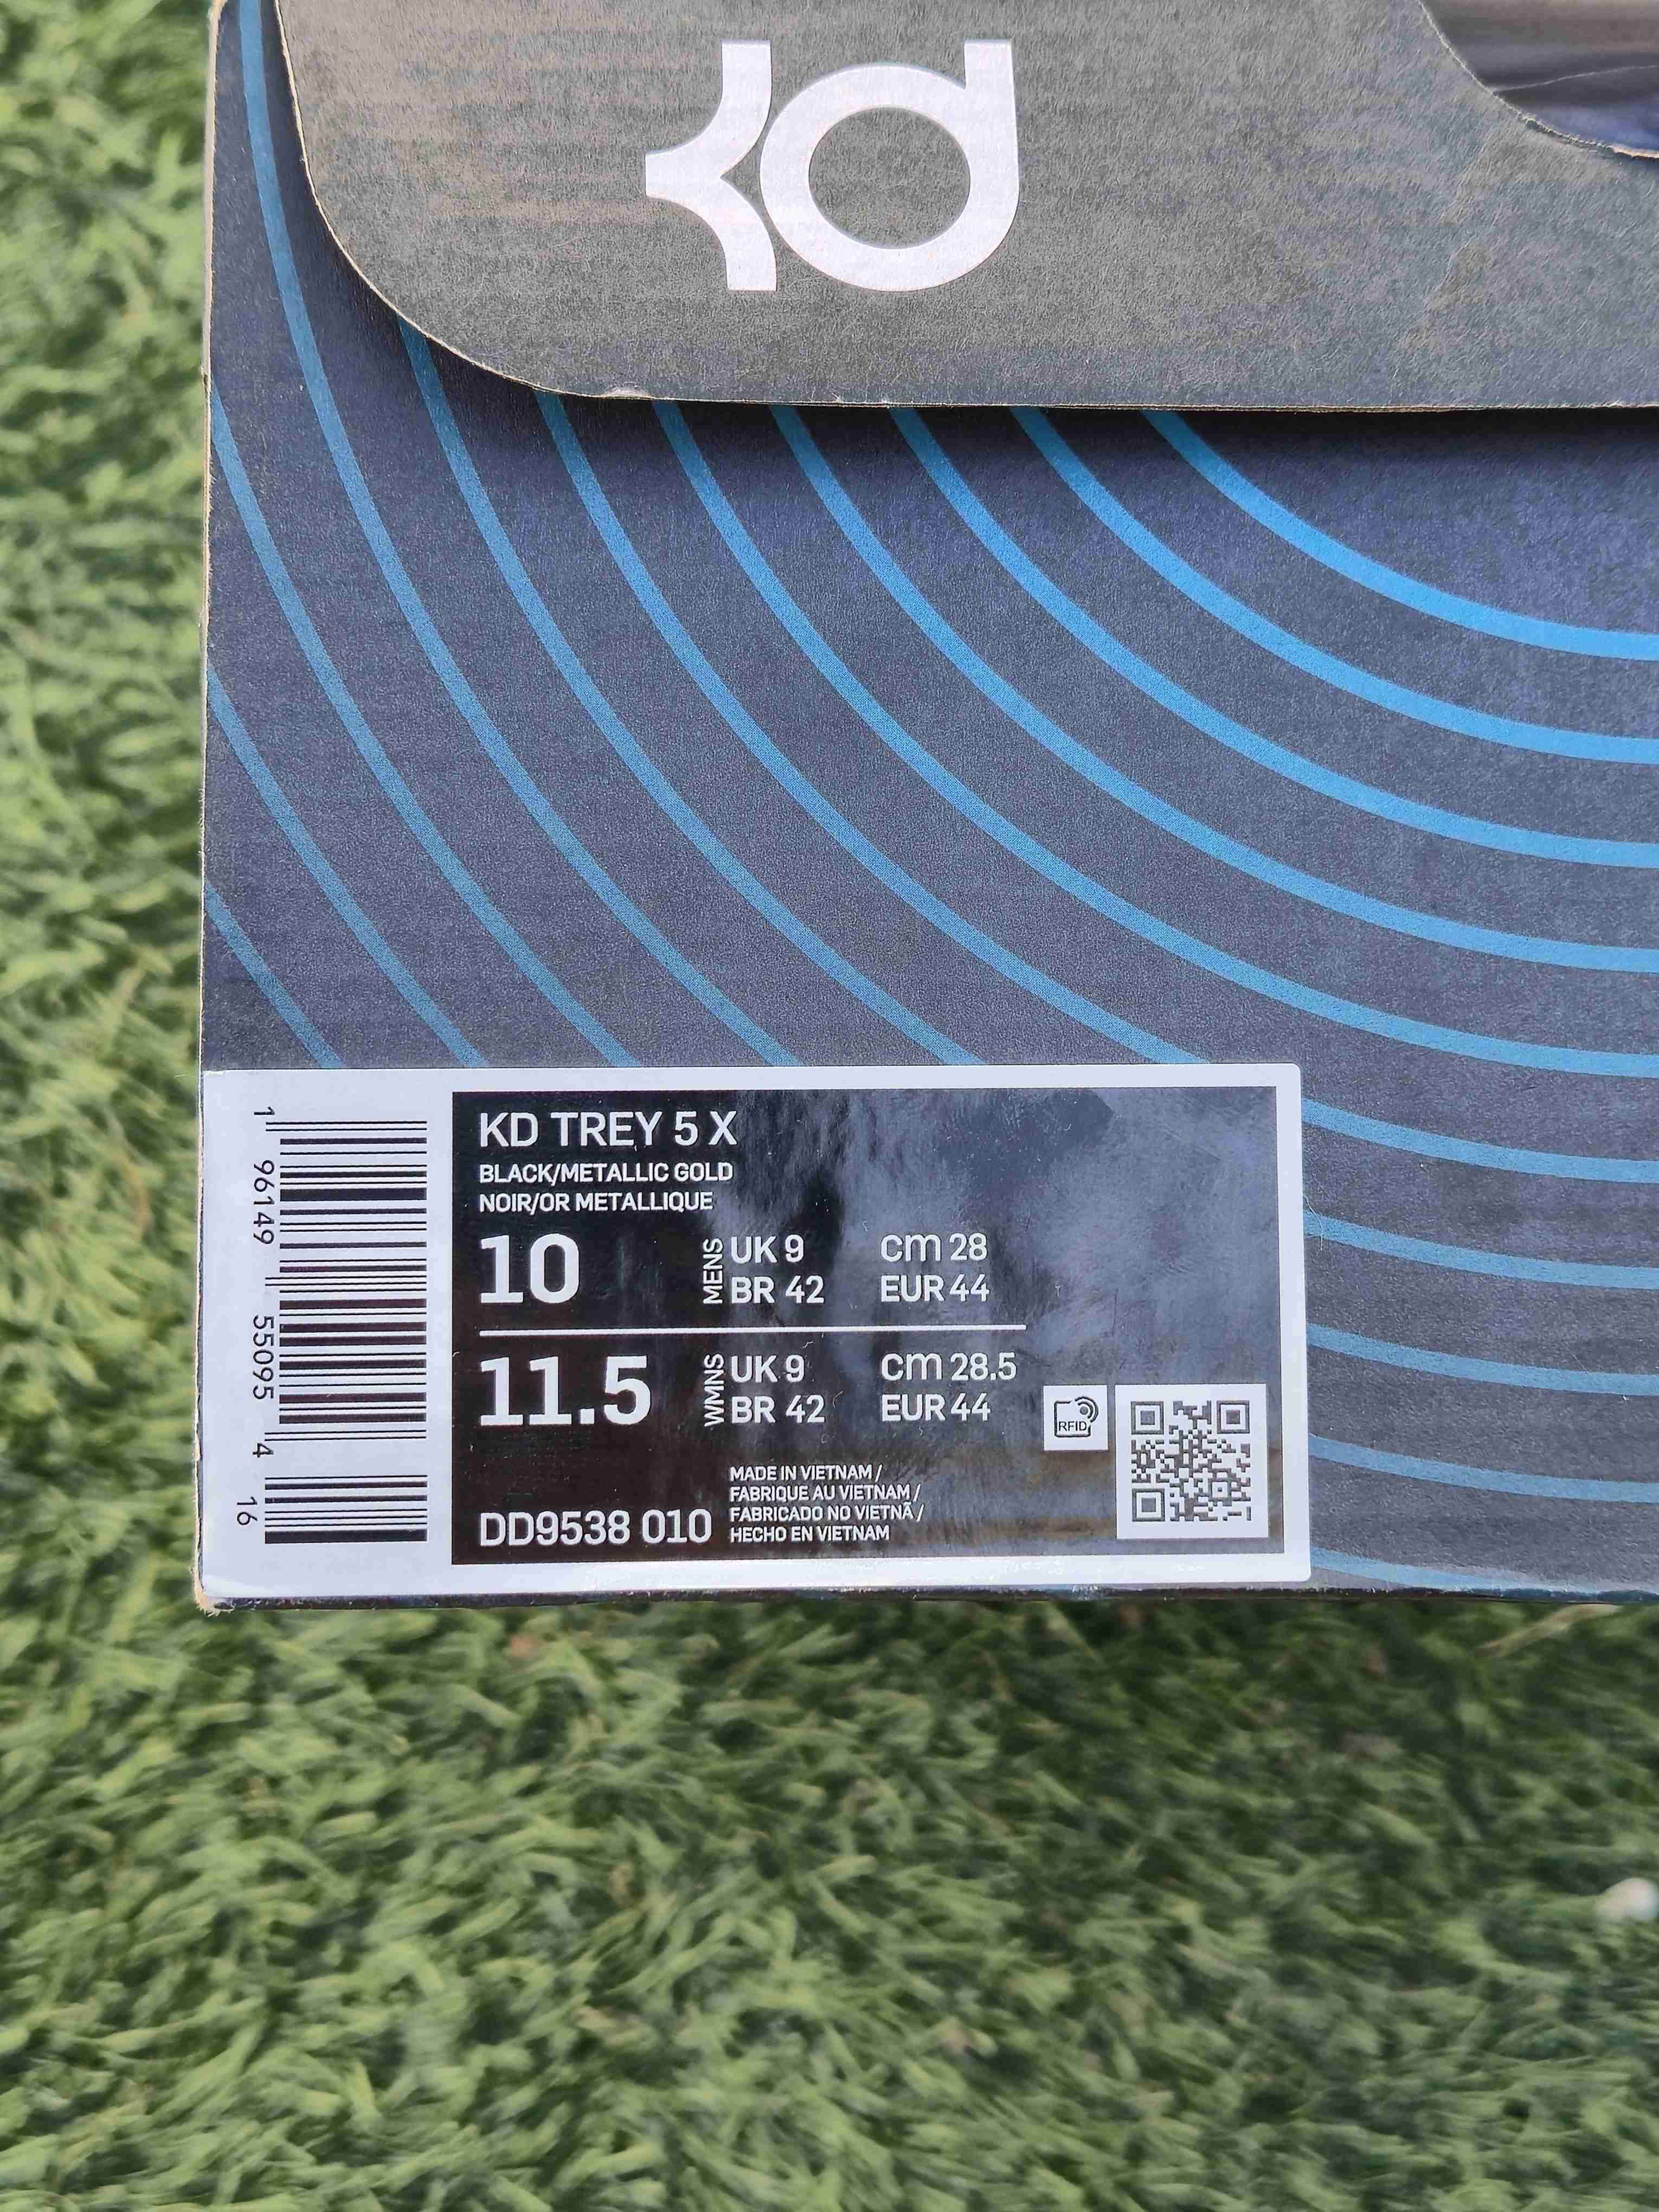 kd
KD TREY 5 X
BLACK/METALLIC GOLD
NOIR/OR METALLIQUE
10 MENS UK 9 cm 28
BR 42 EUR 44
11.5 WMNS UK 9 cm 28.5
BR 42 EUR 44
RFID
MADE IN VIETNAM /
FABRIQUE AU VIETNAM /
FABRICADO NO VIETNÃ /
HECHO EN VIETNAM
DD9538 010
1 96149 55095 4 16